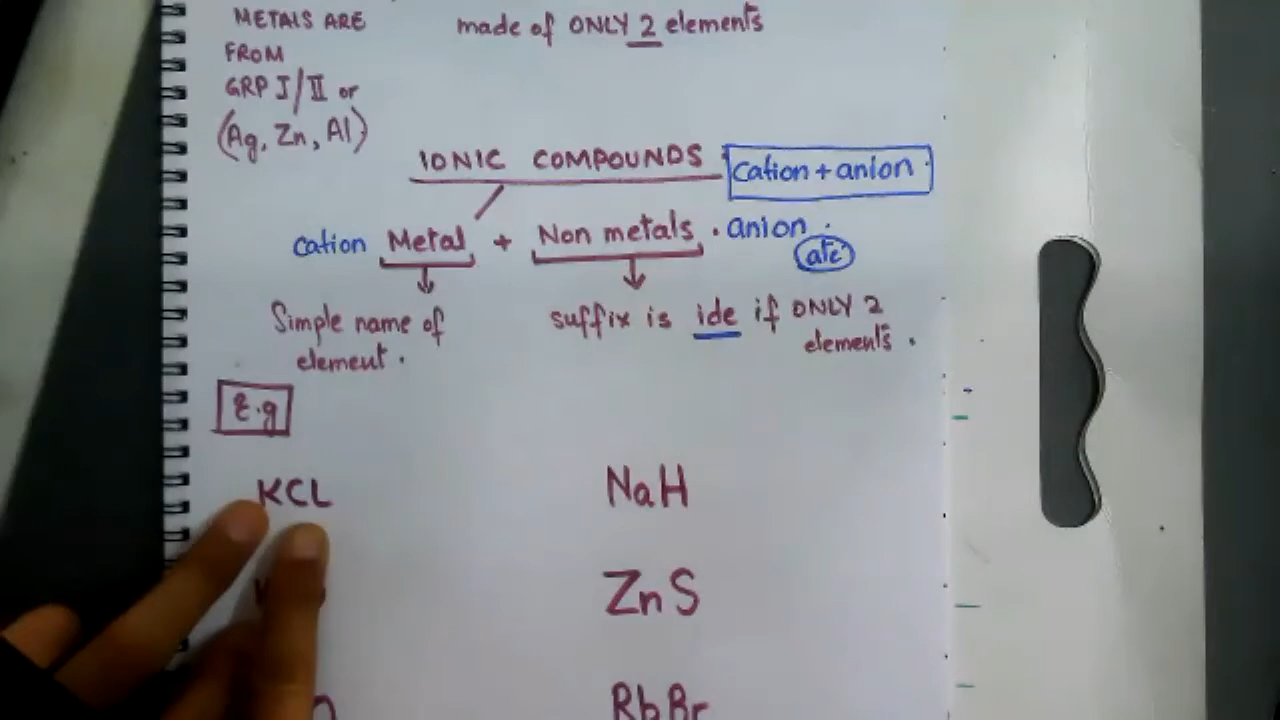 METALS ARE
FROM
GRP I/II or
(Ag, Zn, Al)
made of ONLY 2 elements
IONIC COMPOUNDS
Cation + anion.
cation Metal + Non metals . anion.
ate
Simple name of
element.
suffix is ide if ONLY 2
elements.
E.g
KCL
NaH
ZnS
RbBr